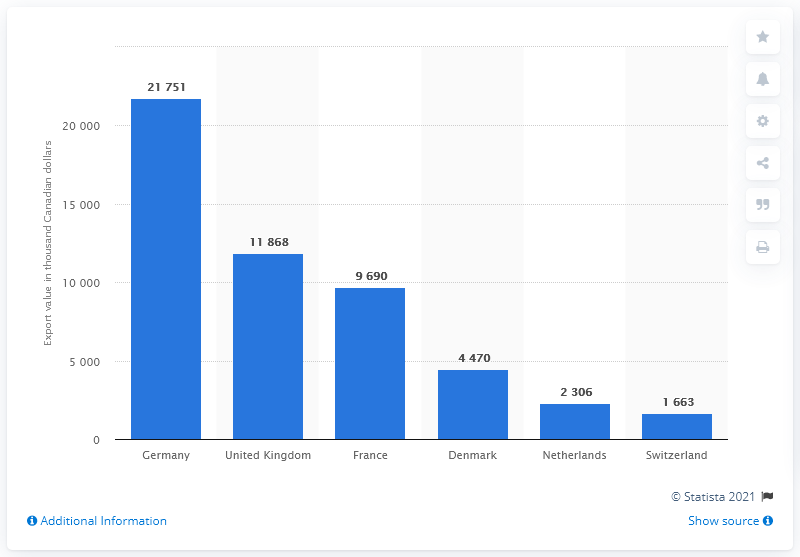 Export value in thousand Canadian dollars
20 000
15 000
10 000
5 000
0
21 751
11 868
9 690
4 470
2 306
1 663
Germany
United Kingdom
France
Denmark
Netherlands
Switzerland
© Statista 2021
Additional Information
Show source